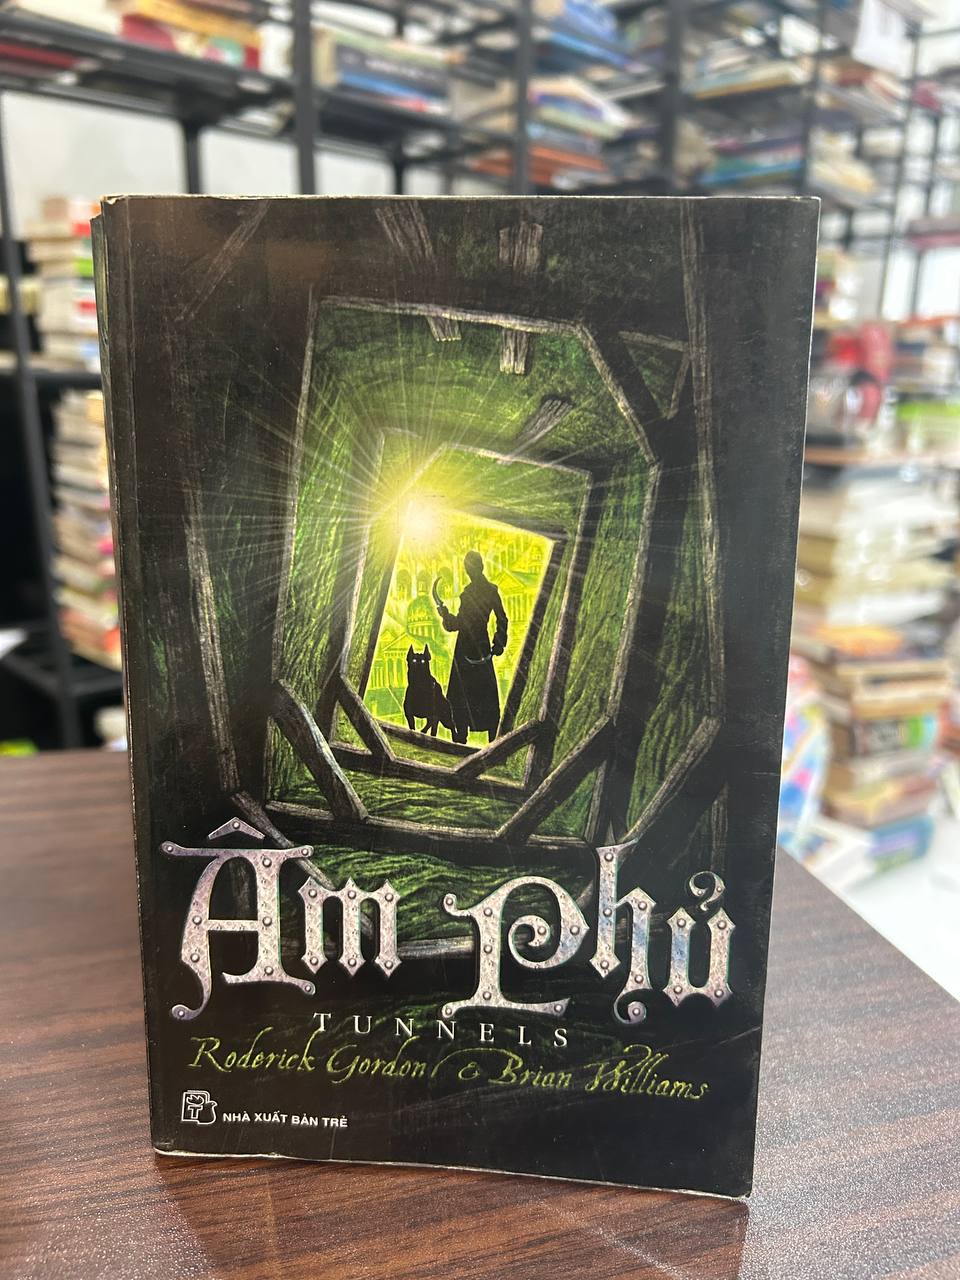 Âm Phủ
TUNNELS
Roderick Gordon & Brian Williams
NHÀ XUẤT BẢN TRẺ